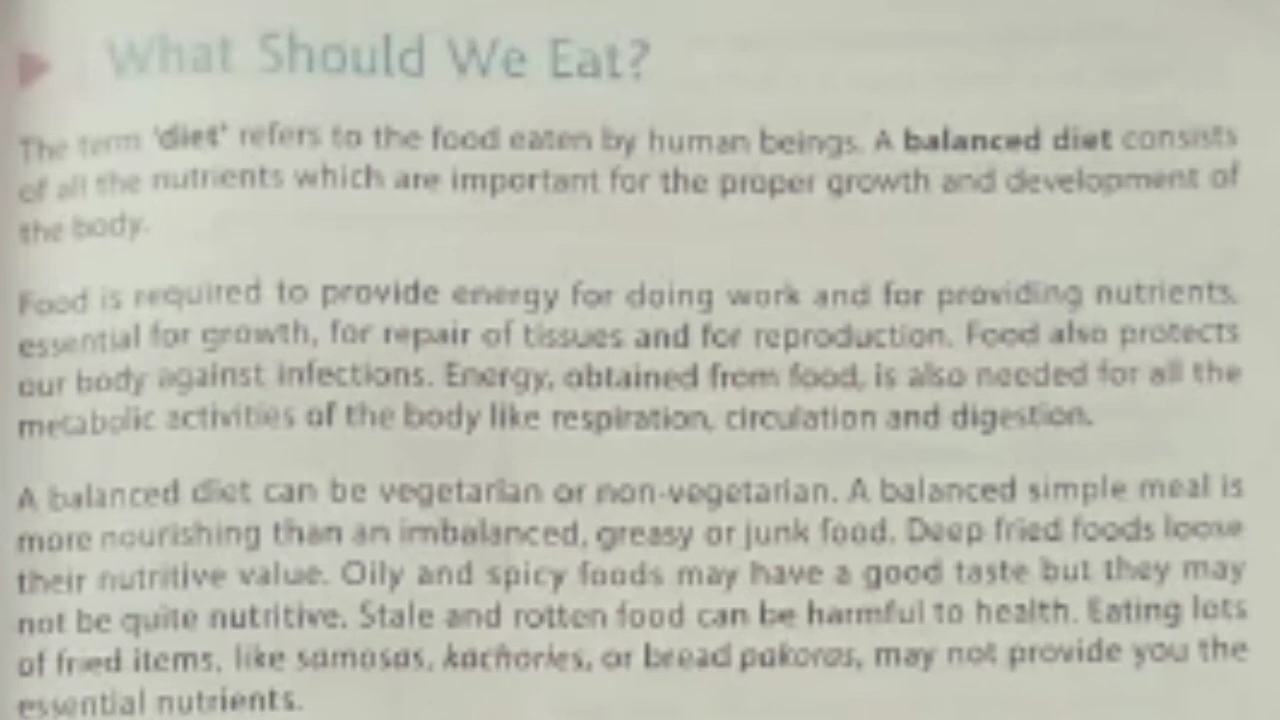 What Should We Eat?
The term 'diet' refers to the food eaten by human beings. A balanced diet consists
of all the nutrients which are important for the proper growth and development of
the body.
Food is required to provide energy for doing work and for providing nutrients,
essential for growth, for repair of tissues and for reproduction. Food also protects
our body against infections. Energy, obtained from food, is also needed for all the
metabolic activities of the body like respiration, circulation and digestion.
A balanced diet can be vegetarian or non-vegetarian. A balanced simple meal is
more nourishing than an imbalanced, greasy or junk food. Deep fried foods loose
their nutritive value. Oily and spicy foods may have a good taste but they may
not be quite nutritive. Stale and rotten food can be harmful to health. Eating lots
of fried items, like samosas, kachories, or bread pakoras, may not provide you the
essential nutrients.